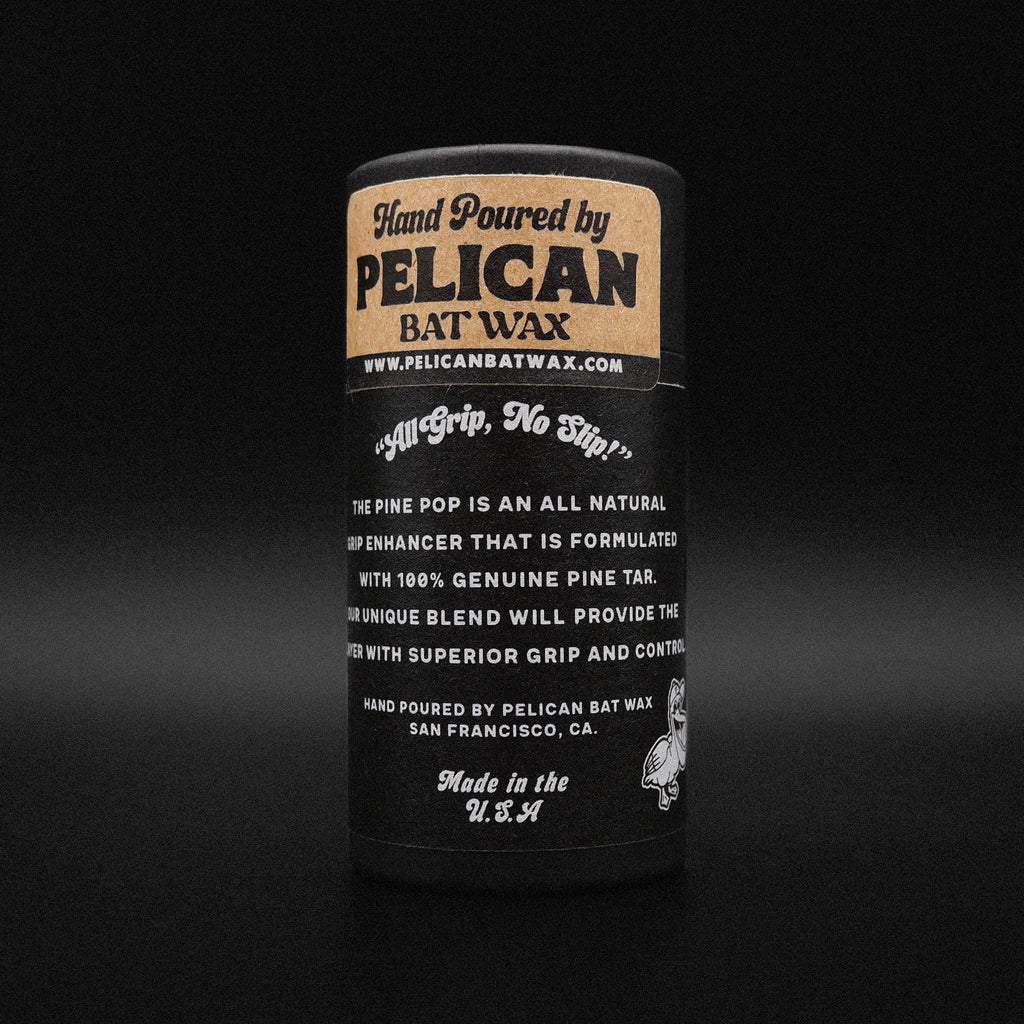 Hand Poured by
PELICAN
BAT WAX
WWW.PELICANBATWAX.COM
"All Grip, No Slip!"
THE PINE POP IS AN ALL NATURAL
GRIP ENHANCER THAT IS FORMULATED
WITH 100% GENUINE PINE TAR.
OUR UNIQUE BLEND WILL PROVIDE THE
WITH SUPERIOR GRIP AND CONTROL
HAND POURED BY PELICAN BAT WAX
SAN FRANCISCO, CA.
Made in the
U.S.A